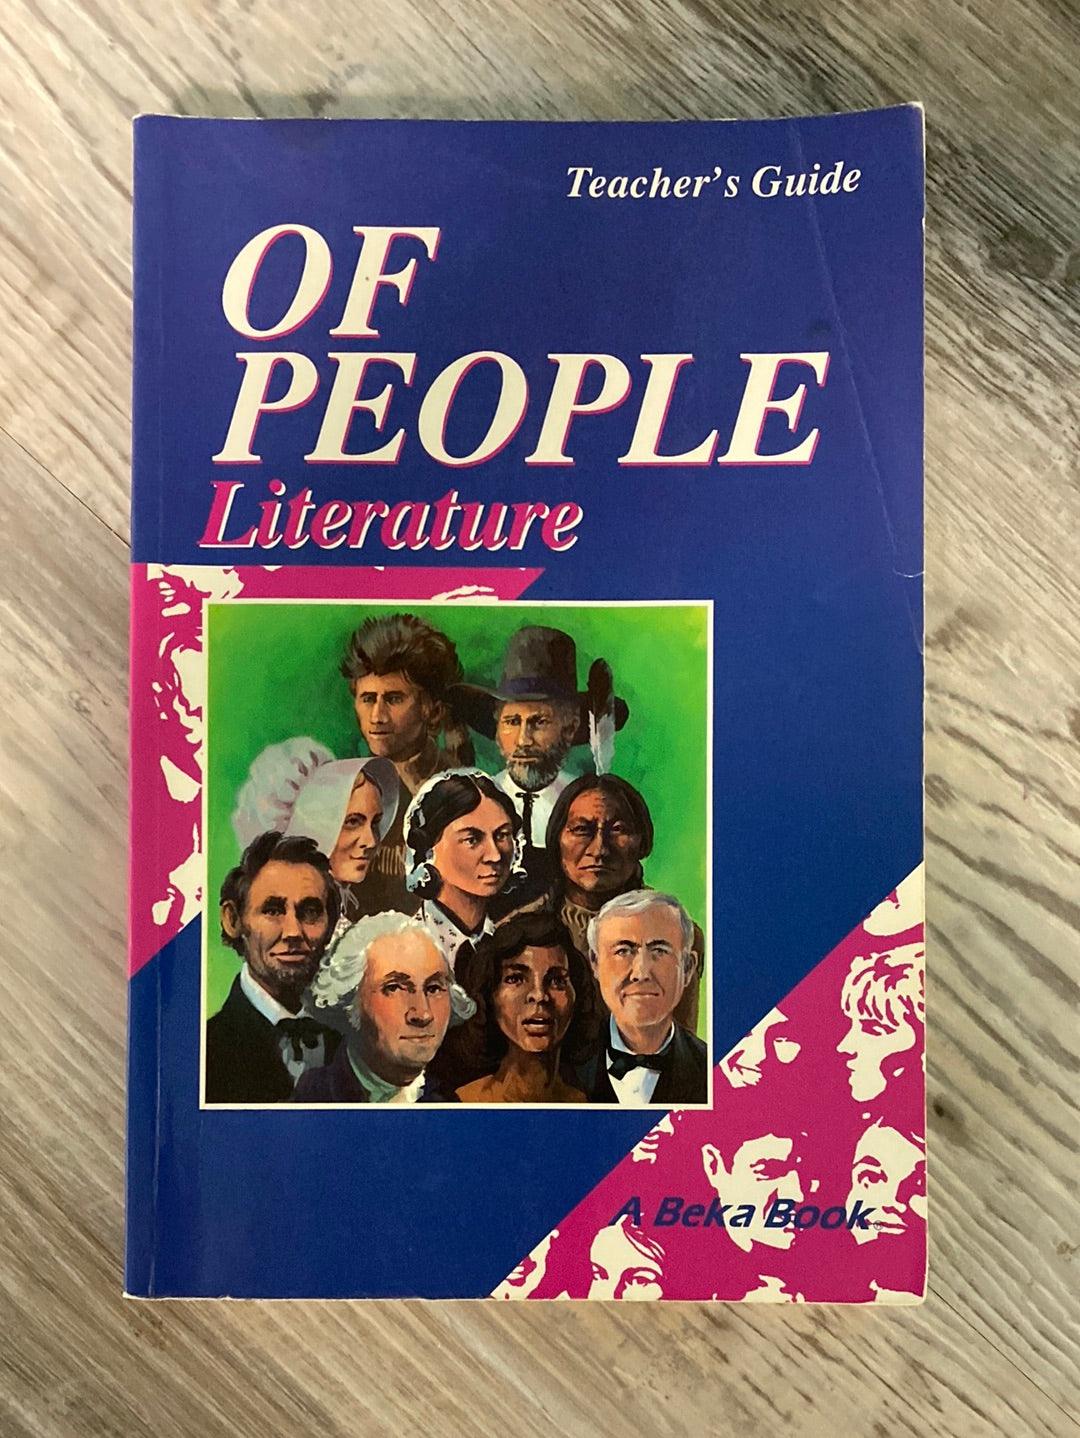 Teacher's Guide
OF
PEOPLE
Literature
A Beka Book®